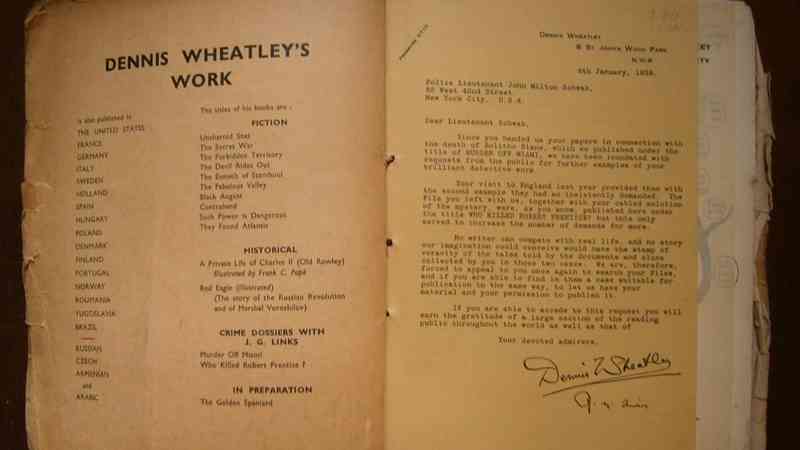 DENNIS WHEATLEY'S
WORK
is also published in
THE UNITED STATES
FRANCE
GERMANY
ITALY
SWEDEN
HOLLAND
SPAIN
HUNGARY
POLAND
DENMARK
FINLAND
PORTUGAL
NORWAY
ROUMANIA
YUGOSLAVIA
BRAZIL
RUSSIAN
CZECH
ARMENIAN
and
ARABIC
The titles of his books are :
FICTION
Uncharted Seas
The Secret War
The Forbidden Territory
The Devil Rides Out
The Eunuch of Stamboul
The Fabulous Valley
Black August
Contraband
Such Power is Dangerous
They Found Atlantis
HISTORICAL
A Private Life of Charles II (Old Rowley)
Illustrated by Frank C. Papé
Red Eagle (Illustrated)
(The story of the Russian Revolution
and of Marshal Voroshilov)
CRIME DOSSIERS WITH
J. G. LINKS
Murder Off Miami
Who Killed Robert Prentice ?
IN PREPARATION
The Golden Spaniard
DENNIS WHEATLEY
8 St. Johns Wood Park
N.W.8
January, 1938.
Police Lieutenant John Milton Schwab,
West 42nd Street
New York City. U.S.A.
Dear Lieutenant Schwab,
Since you handed us your papers in connection with
the death of Bolitho Blane, which we published under the
title of MURDER OFF MIAMI, we have been inundated with
requests from the public for further examples of your
brilliant detective work.
Your visit to England last year provided them with
the second example they had so insistently demanded. The
file you left with us, together with your cabled solution
of the mystery, were, as you know, published here under
the title WHO KILLED ROBERT PRENTICE? but this only
served to increase the number of demands for more.
No writer can compete with real life, and no story
our imagination could conceive would have the stamp of
veracity of the tales told by the documents and clues
collected by you in those two cases. We are, therefore,
forced to appeal to you once again to search your files,
and if you are able to find in them a case suitable for
publication in the same way, to let us have your
material and your permission to publish it.
If you are able to accede to this request you will
earn the gratitude of a large section of the reading
public throughout the world as well as that of
Your devoted admirers,
Dennis Wheatley